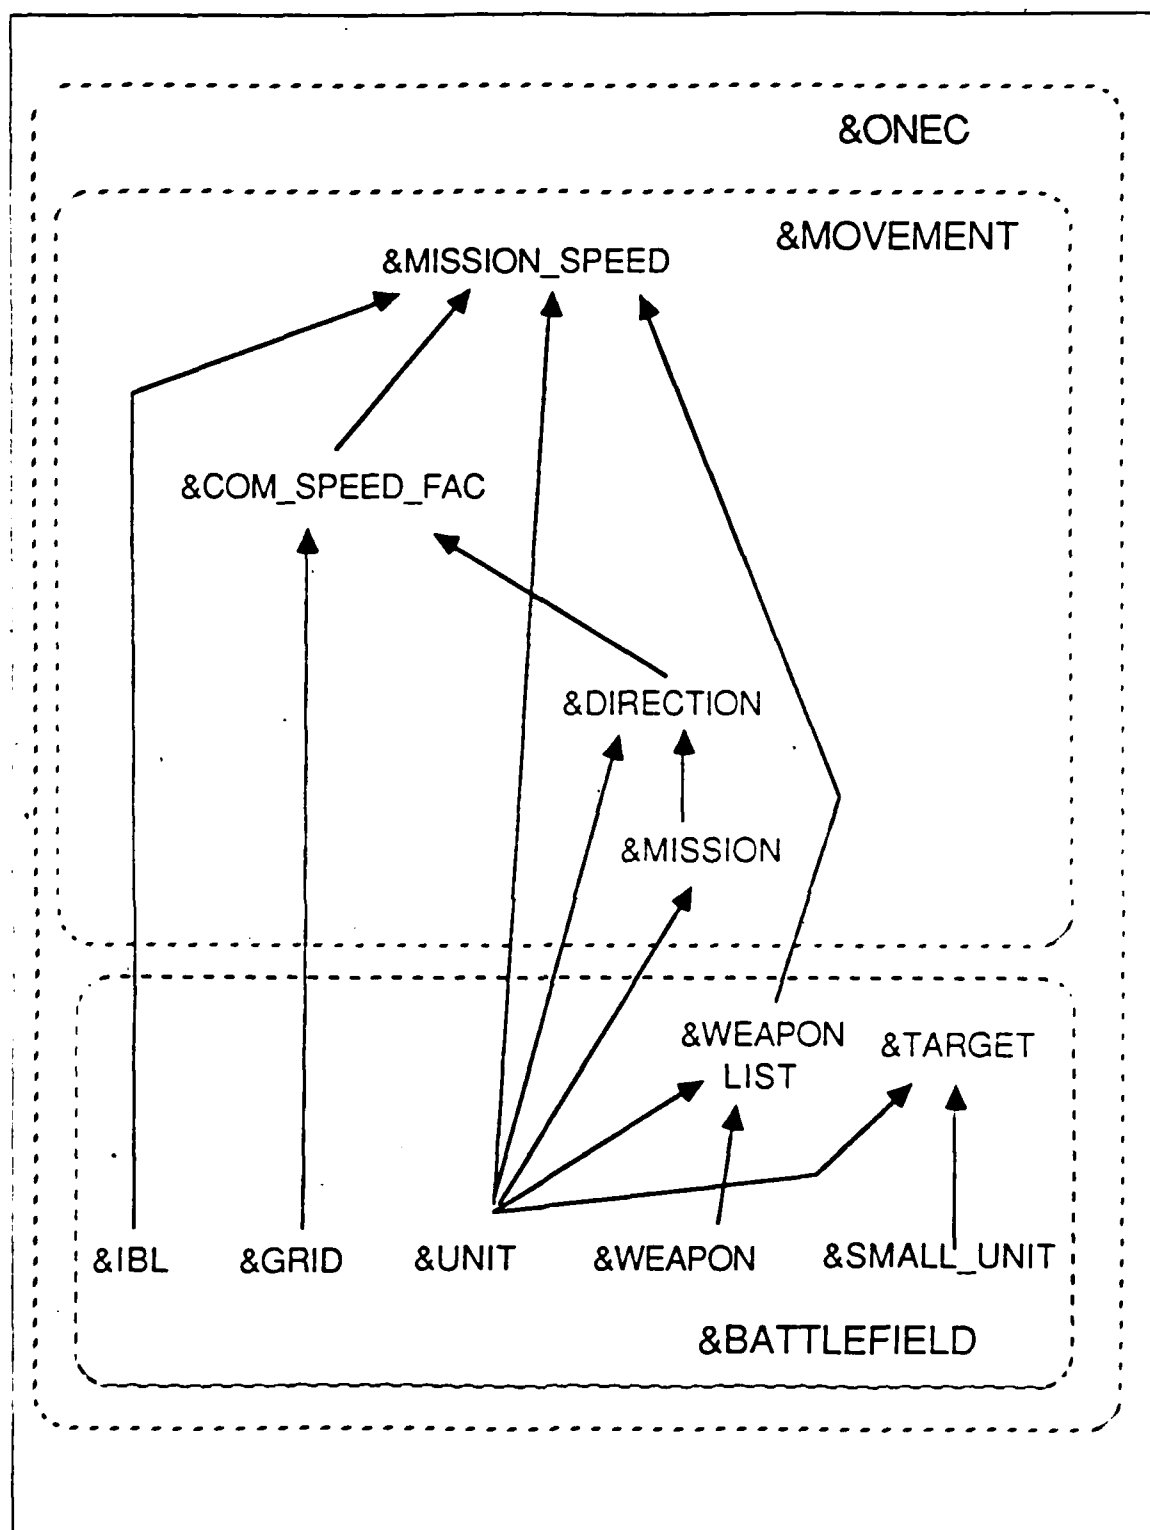 &ONEC
&MOVEMENT
&MISSION_SPEED
&COM_SPEED_FAC
&DIRECTION
&MISSION
&WEAPON
LIST
&TARGET
&IBL
&GRID
&UNIT
&WEAPON
&SMALL_UNIT
&BATTLEFIELD